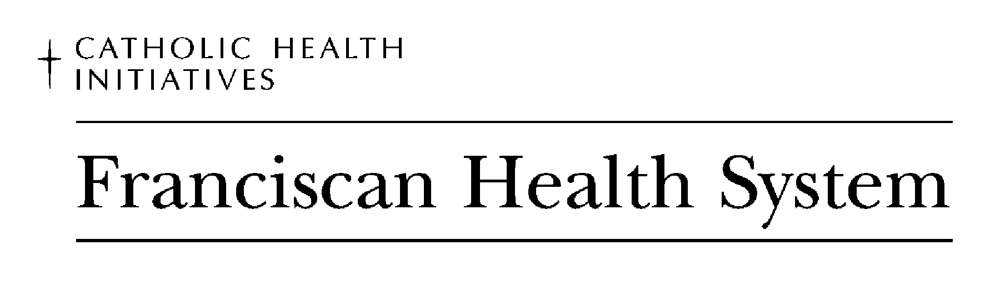 CATHOLIC HEALTH
INITIATIVES
Franciscan Health System